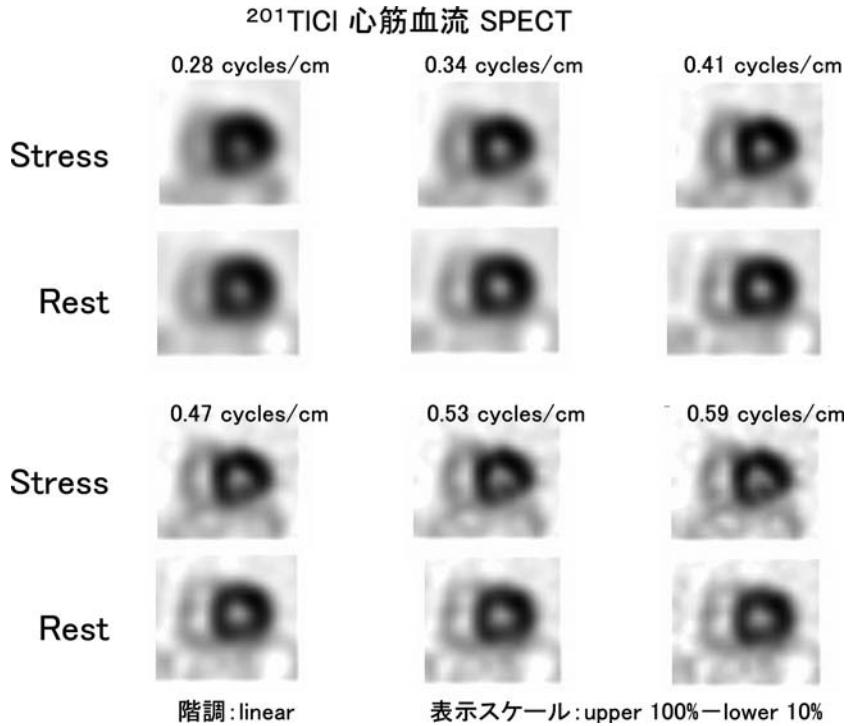 ²⁰¹TlCl 心筋血流 SPECT
0.28 cycles/cm 0.34 cycles/cm 0.41 cycles/cm
Stress
Rest
0.47 cycles/cm 0.53 cycles/cm 0.59 cycles/cm
Stress
Rest
階調:linear 表示スケール:upper 100%－lower 10%